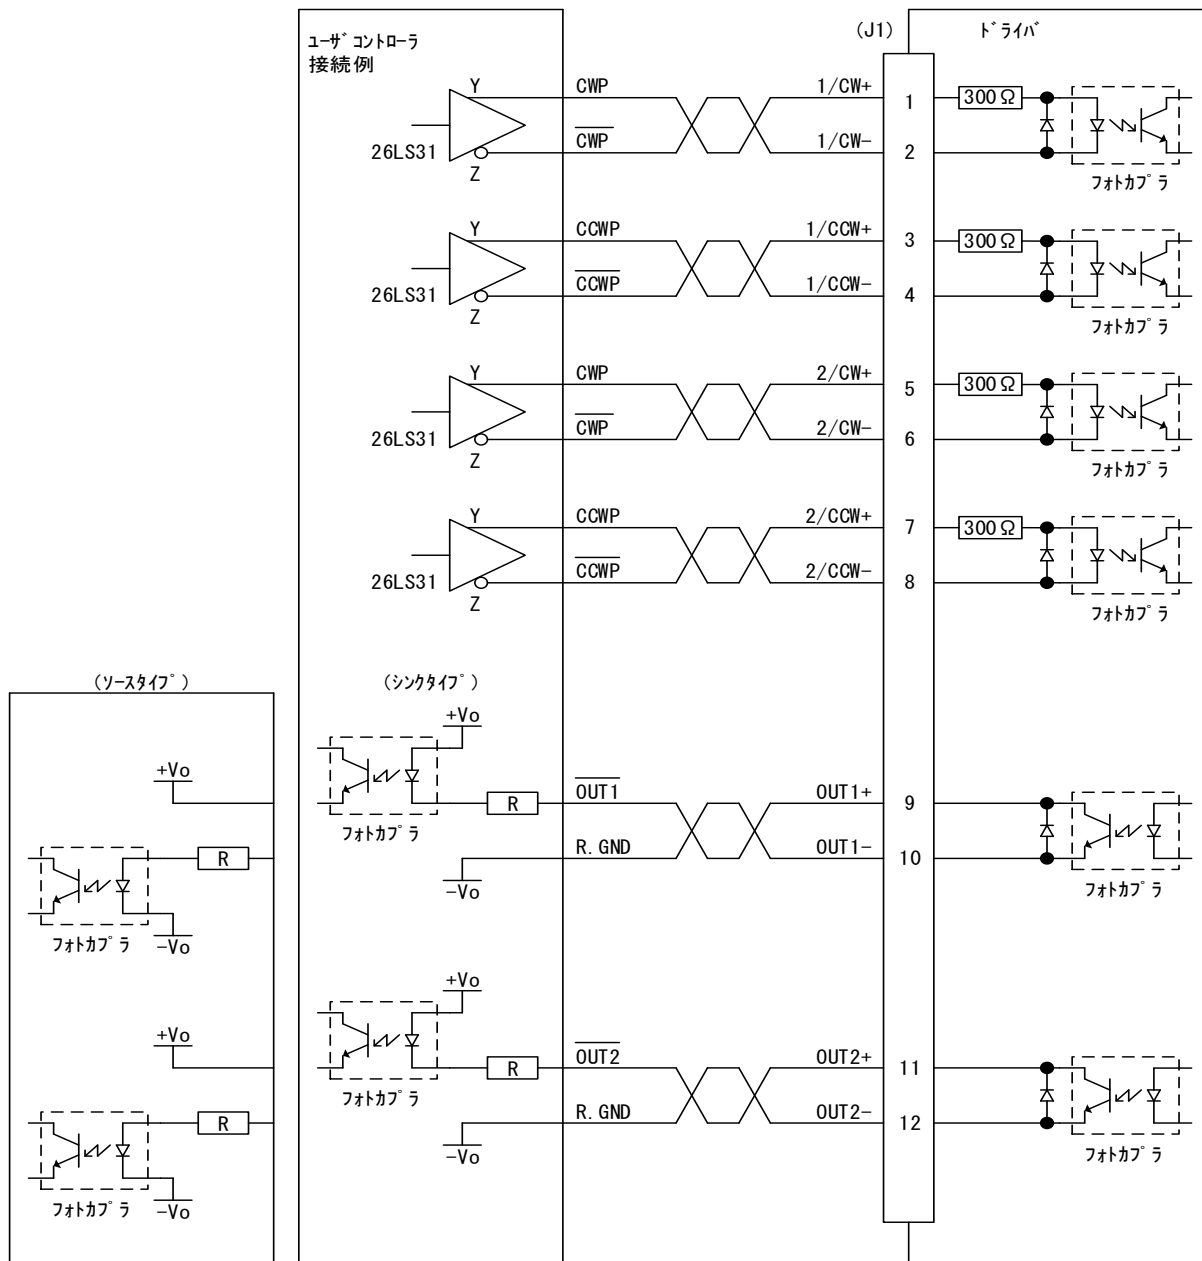 ユーザコントローラ
接続例
(J1)
ドライバ
Y
CWP
1/CW+
1
300Ω
26LS31
CWP
1/CW-
2
Z
フォトカプラ
Y
CCWP
1/CCW+
3
300Ω
26LS31
CCWP
1/CCW-
4
Z
フォトカプラ
Y
CWP
2/CW+
5
300Ω
26LS31
CWP
2/CW-
6
Z
フォトカプラ
Y
CCWP
2/CCW+
7
300Ω
26LS31
CCWP
2/CCW-
8
Z
フォトカプラ
(ソースタイプ)
(シンクタイプ)
+Vo
+Vo
R
OUT1
OUT1+
9
フォトカプラ
R.GND
OUT1-
10
R
-Vo
フォトカプラ
フォトカプラ
-Vo
+Vo
+Vo
R
OUT2
OUT2+
11
フォトカプラ
R.GND
OUT2-
12
R
-Vo
フォトカプラ
フォトカプラ
-Vo